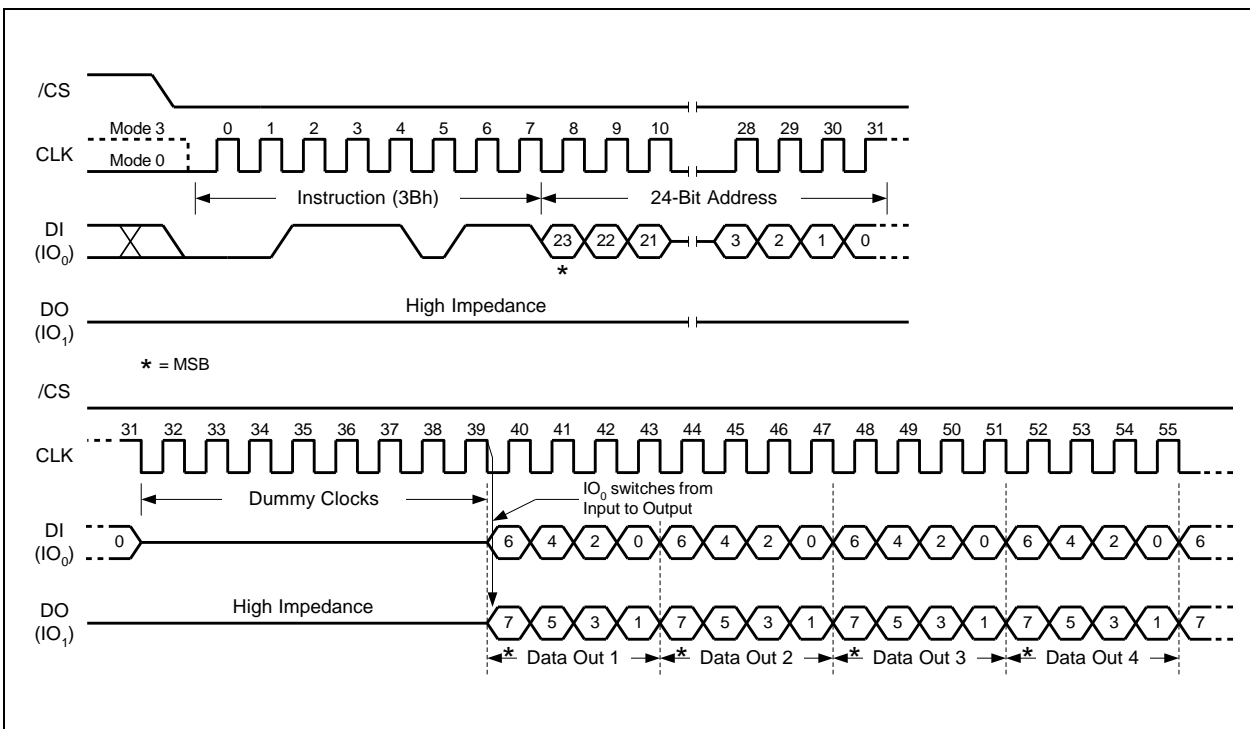 /CS
Mode 3 0 1 2 3 4 5 6 7 8 9 10 28 29 30 31
CLK
Mode 0
Instruction (3Bh) 24-Bit Address
DI
(IO0)
23 22 21 3 2 1 0
*
High Impedance
DO
(IO1)
* = MSB
/CS
31 32 33 34 35 36 37 38 39 40 41 42 43 44 45 46 47 48 49 50 51 52 53 54 55
CLK
Dummy Clocks
IO0 switches from
Input to Output
DI
(IO0)
0 6 4 2 0 6 4 2 0 6 4 2 0 6 4 2 0 6
High Impedance
DO
(IO1)
7 5 3 1 7 5 3 1 7 5 3 1 7 5 3 1 7
* Data Out 1 * Data Out 2 * Data Out 3 * Data Out 4